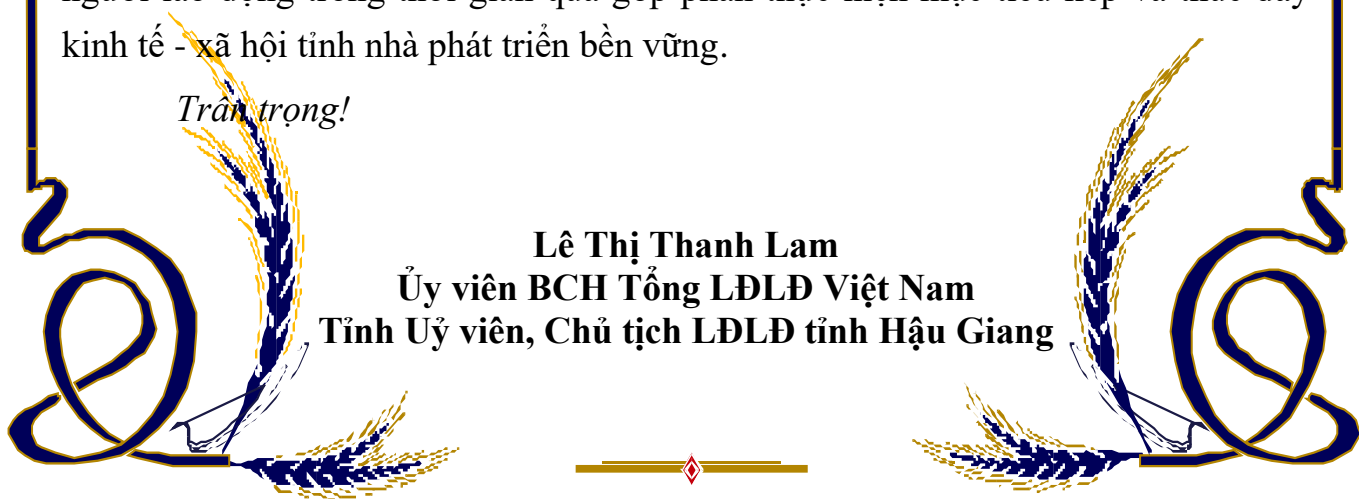 kinh tế - xã hội tỉnh nhà phát triển bền vững.
Trân trọng!
Lê Thị Thanh Lam
Ủy viên BCH Tổng LĐLĐ Việt Nam
Tỉnh Uỷ viên, Chủ tịch LĐLĐ tỉnh Hậu Giang